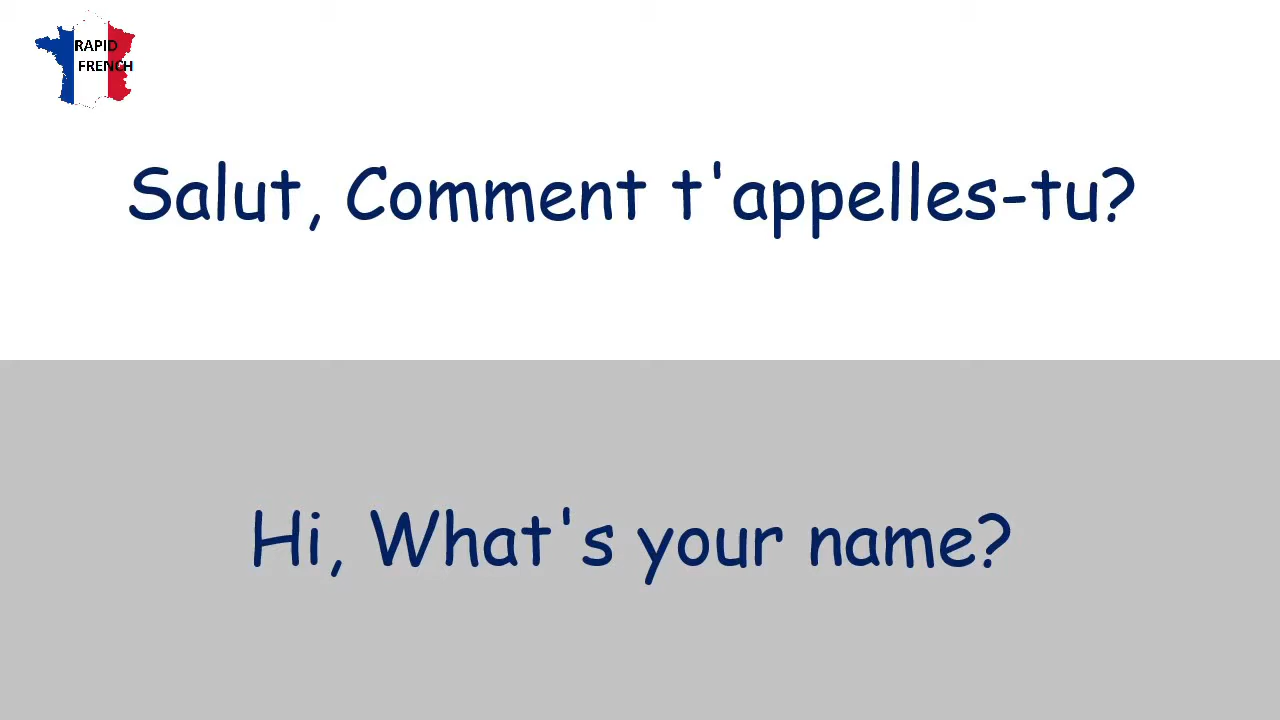 RAPID
FRENCH
Salut, Comment t'appelles-tu?
Hi, What's your name?